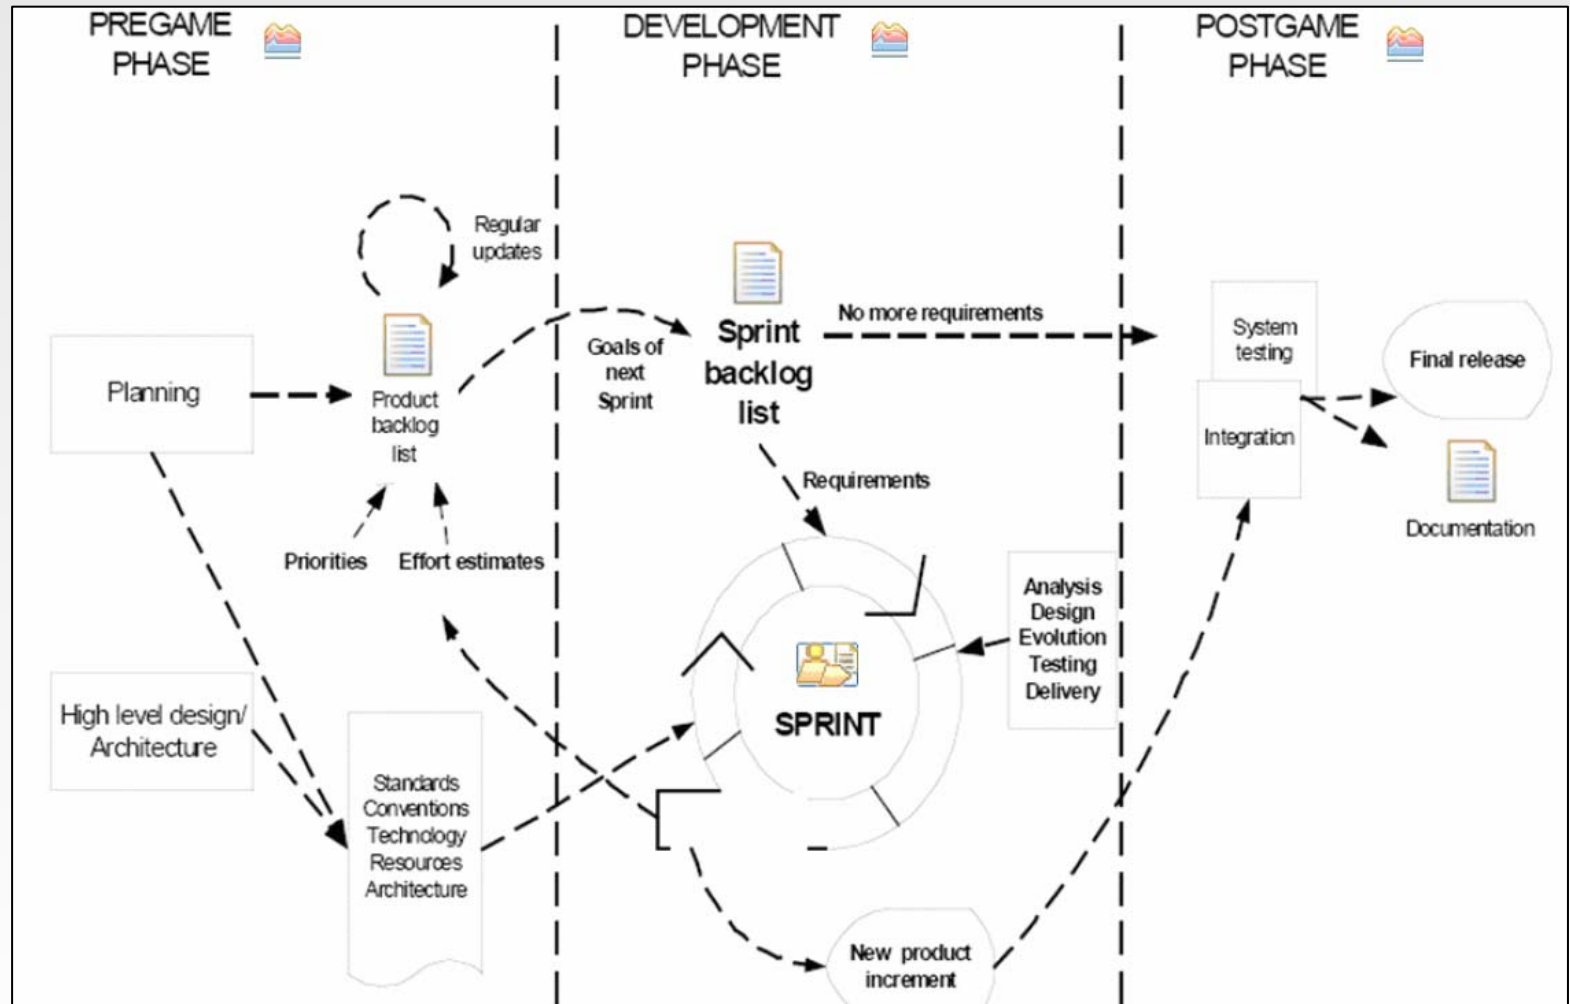 PREGAME
PHASE
DEVELOPMENT
PHASE
POSTGAME
PHASE
Regular
updates
Planning
Product
backlog
list
Priorities
Effort estimates
High level design/
Architecture
Standards
Conventions
Technology
Resources
Architecture
Goals of
next
Sprint
Sprint
backlog
list
No more requirements
Requirements
SPRINT
Analysis
Design
Evolution
Testing
Delivery
New product
increment
System
testing
Integration
Final release
Documentation